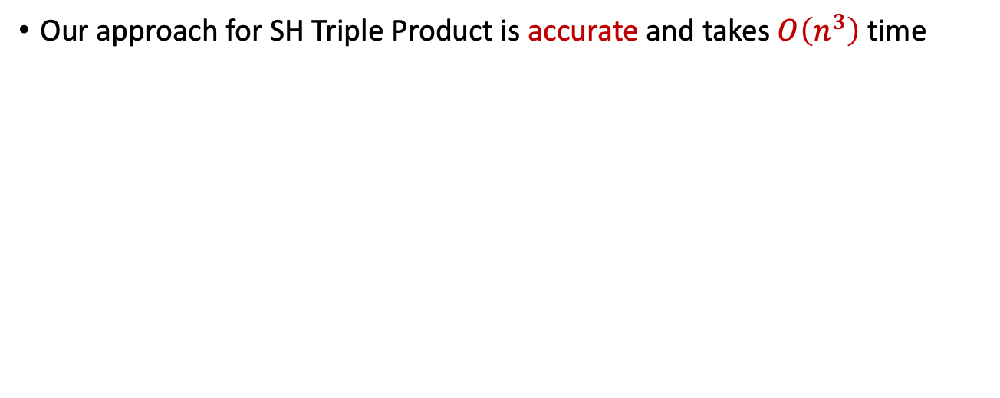 • Our approach for SH Triple Product is accurate and takes O(n³) time